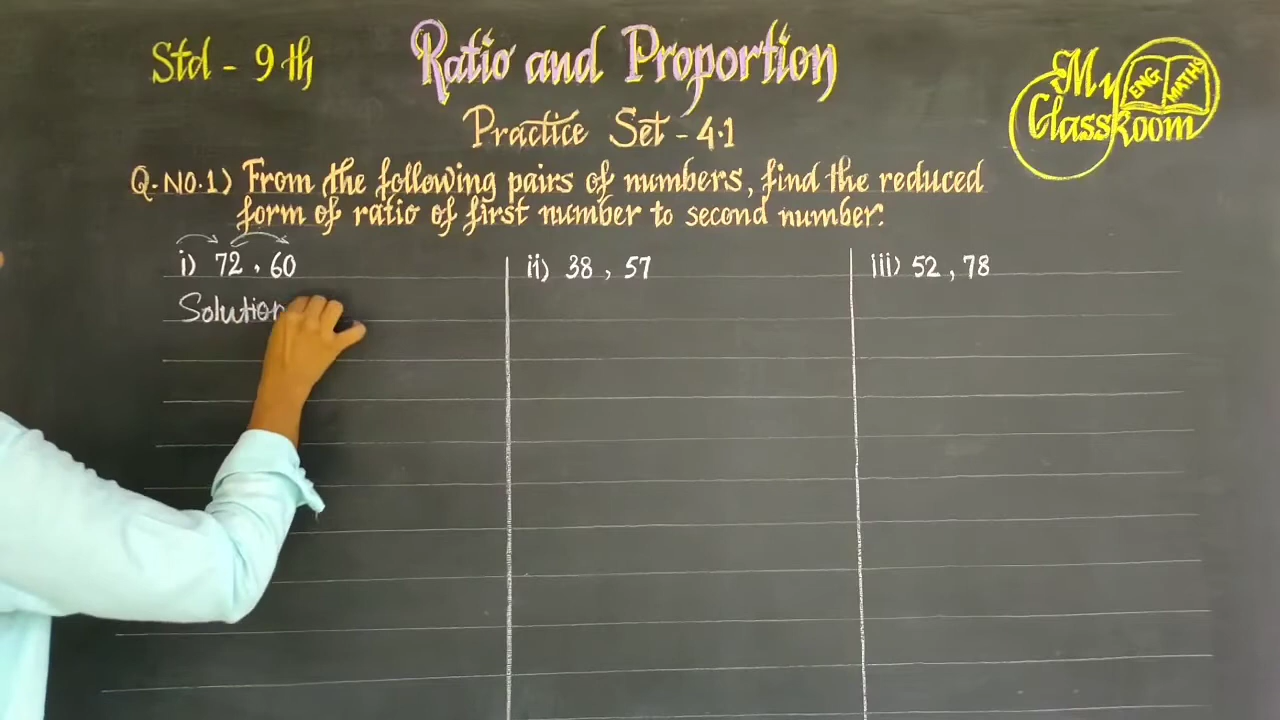 Std - 9 th
Ratio and Proportion
My
Classroom
ENG
MATHS
Practice Set - 4.1
Q. NO. 1) From the following pairs of numbers, find the reduced
form of ratio of first number to second number.
i) 72 , 60
ii) 38 , 57
iii) 52 , 78
Solution